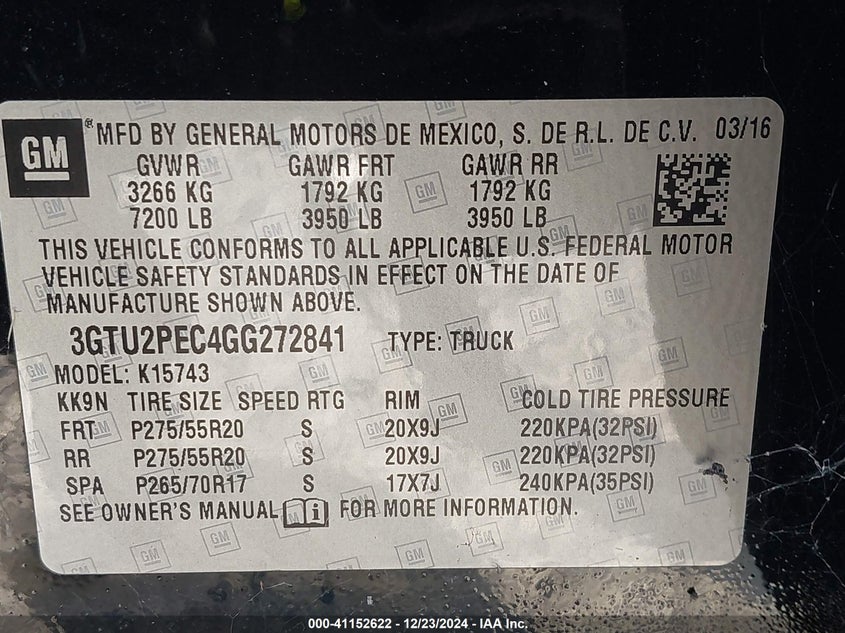 GM ® MFD BY GENERAL MOTORS DE MEXICO, S. DE R.L. DE C.V. 03/16
GVWR GAWR FRT GAWR RR
3266 KG 1792 KG 1792 KG
7200 LB 3950 LB 3950 LB
THIS VEHICLE CONFORMS TO ALL APPLICABLE U.S. FEDERAL MOTOR
VEHICLE SAFETY STANDARDS IN EFFECT ON THE DATE OF
MANUFACTURE SHOWN ABOVE.
3GTU2PEC4GG272841 TYPE: TRUCK
MODEL: K15743
KK9N TIRE SIZE SPEED RTG RIM COLD TIRE PRESSURE
FRT P275/55R20 S 20X9J 220KPA(32PSI)
RR P275/55R20 S 20X9J 220KPA(32PSI)
SPA P265/70R17 S 17X7J 240KPA(35PSI)
SEE OWNER'S MANUAL i FOR MORE INFORMATION.
000-41152622 - 12/23/2024 - IAA Inc.